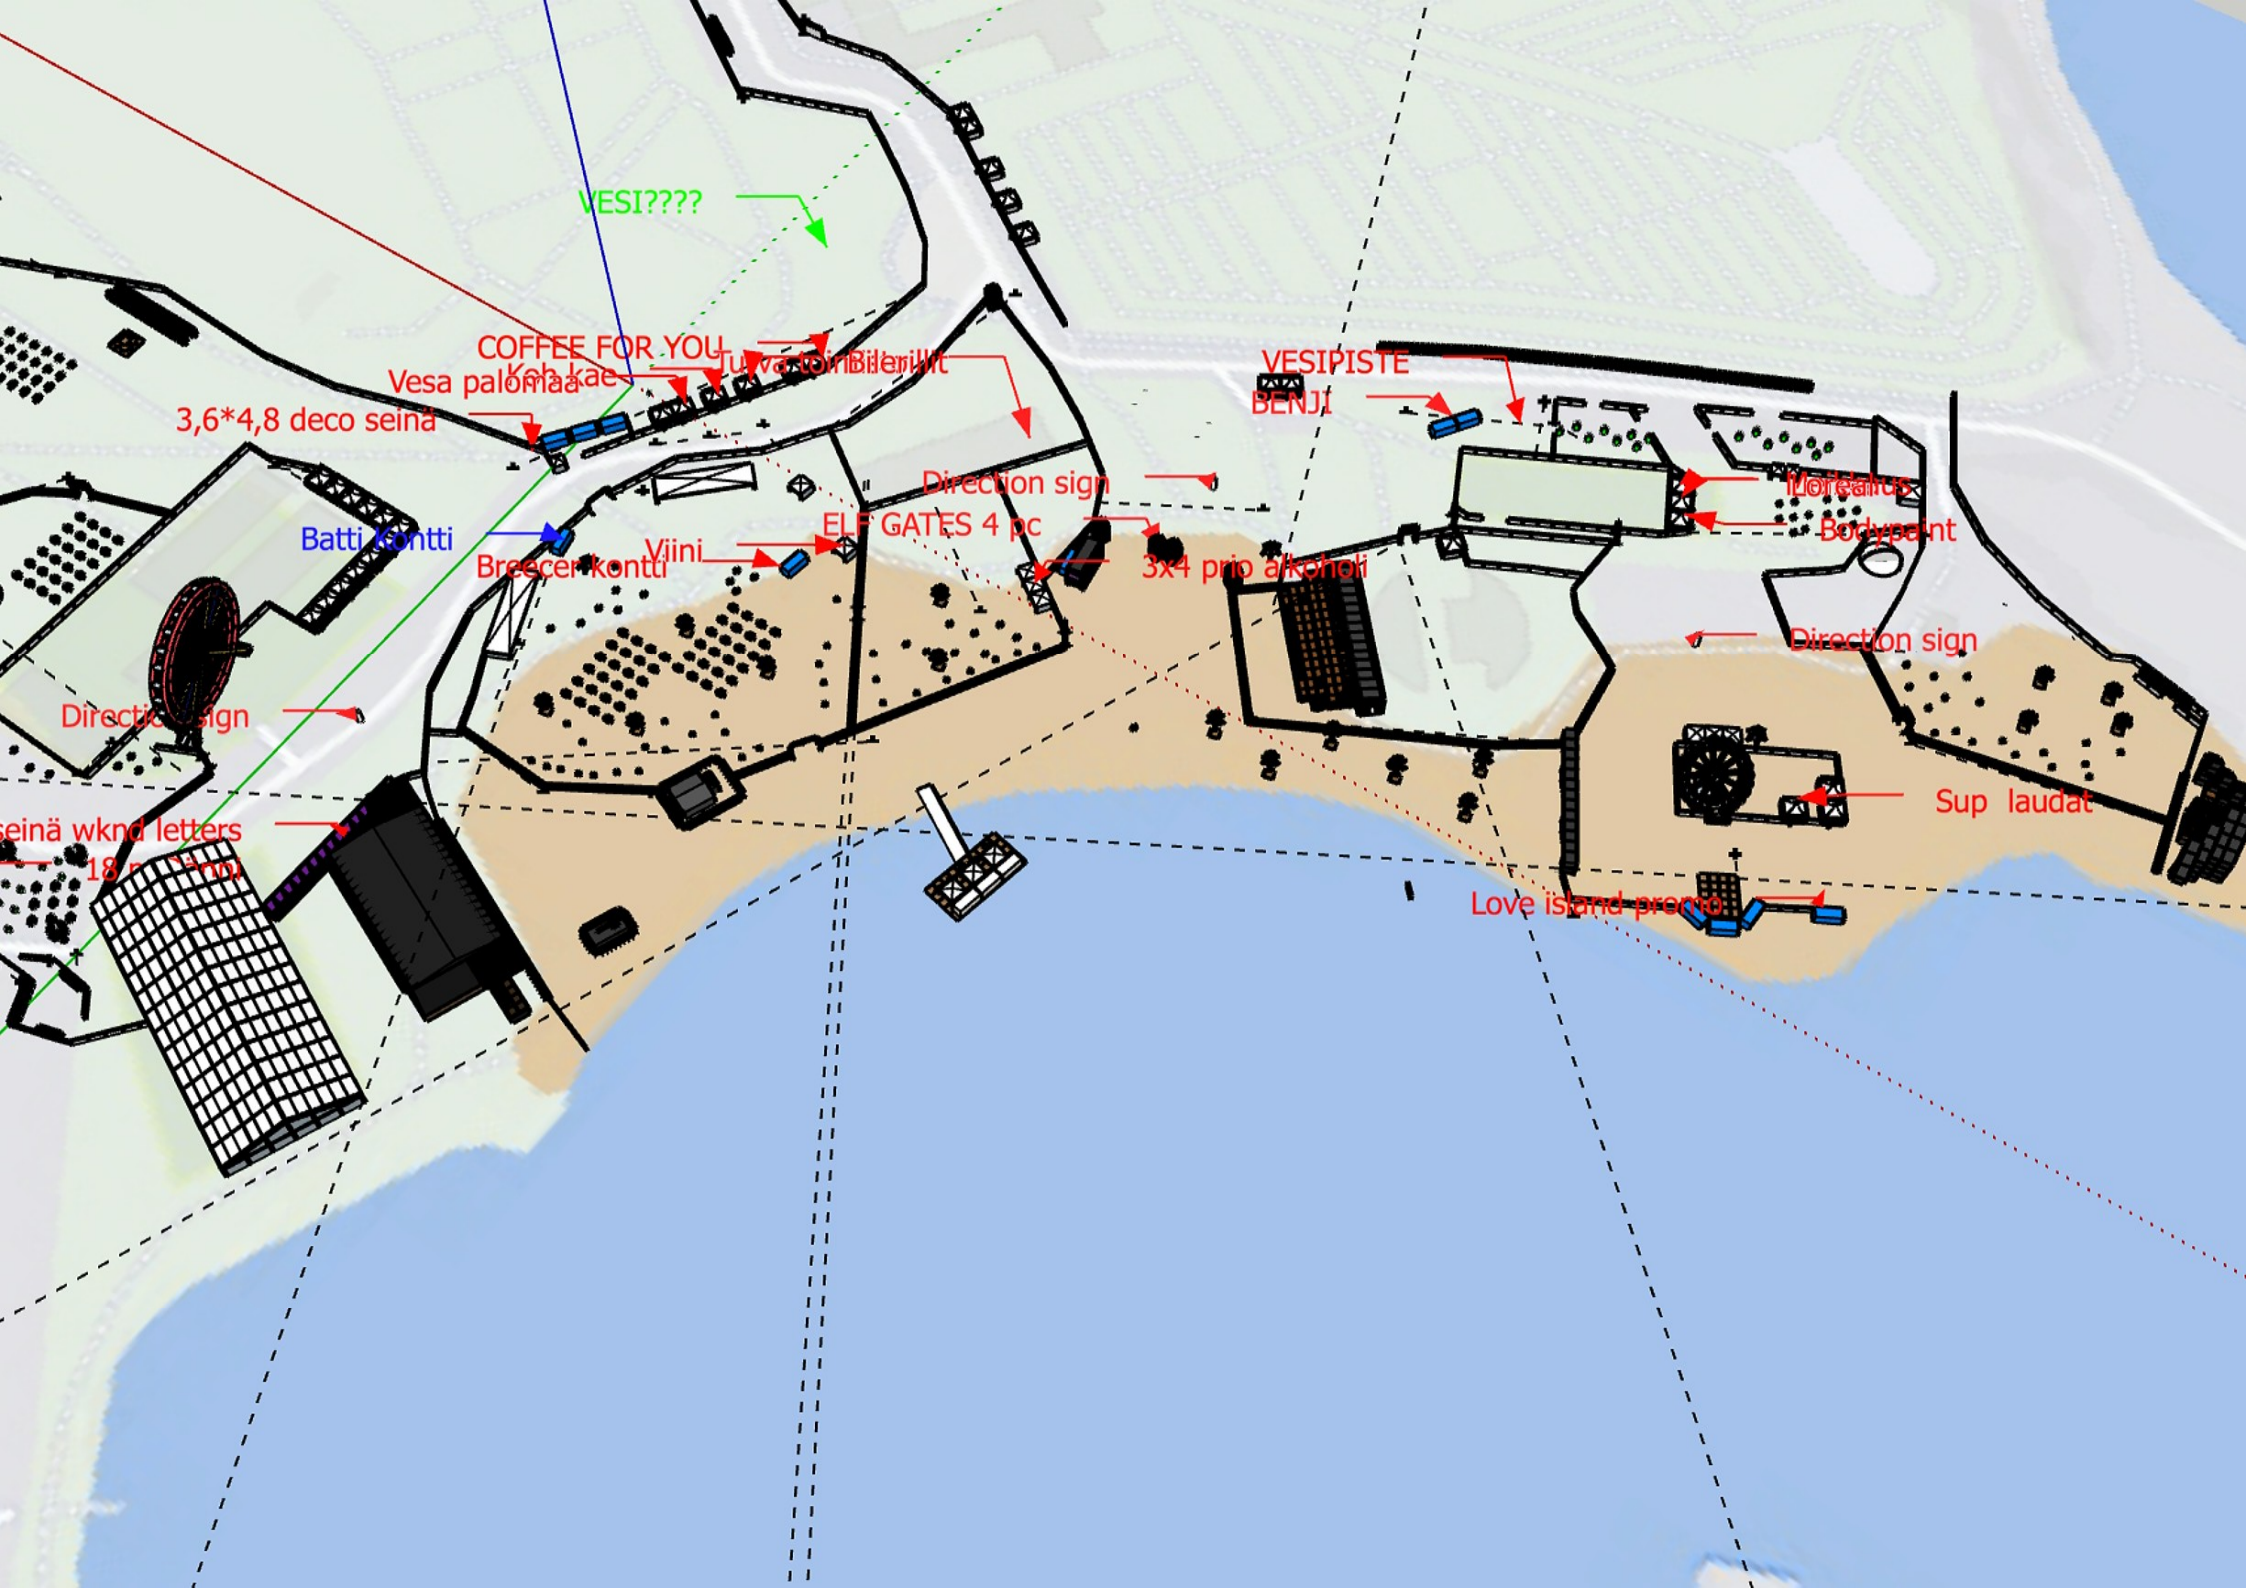 VESI????
COFFEE FOR YOU
Vesa palomaa
3,6*4,8 deco seinä
VESIPISTE
BENJI
Direction sign
ELF GATES 4 pc
Batti Kontti
Viini
Breecer kontti
3x4 prio alkoholi
Bodypaint
Direction sign
Direction sign
Sup laudat
seinä wknd letters
18 m
Love island promo